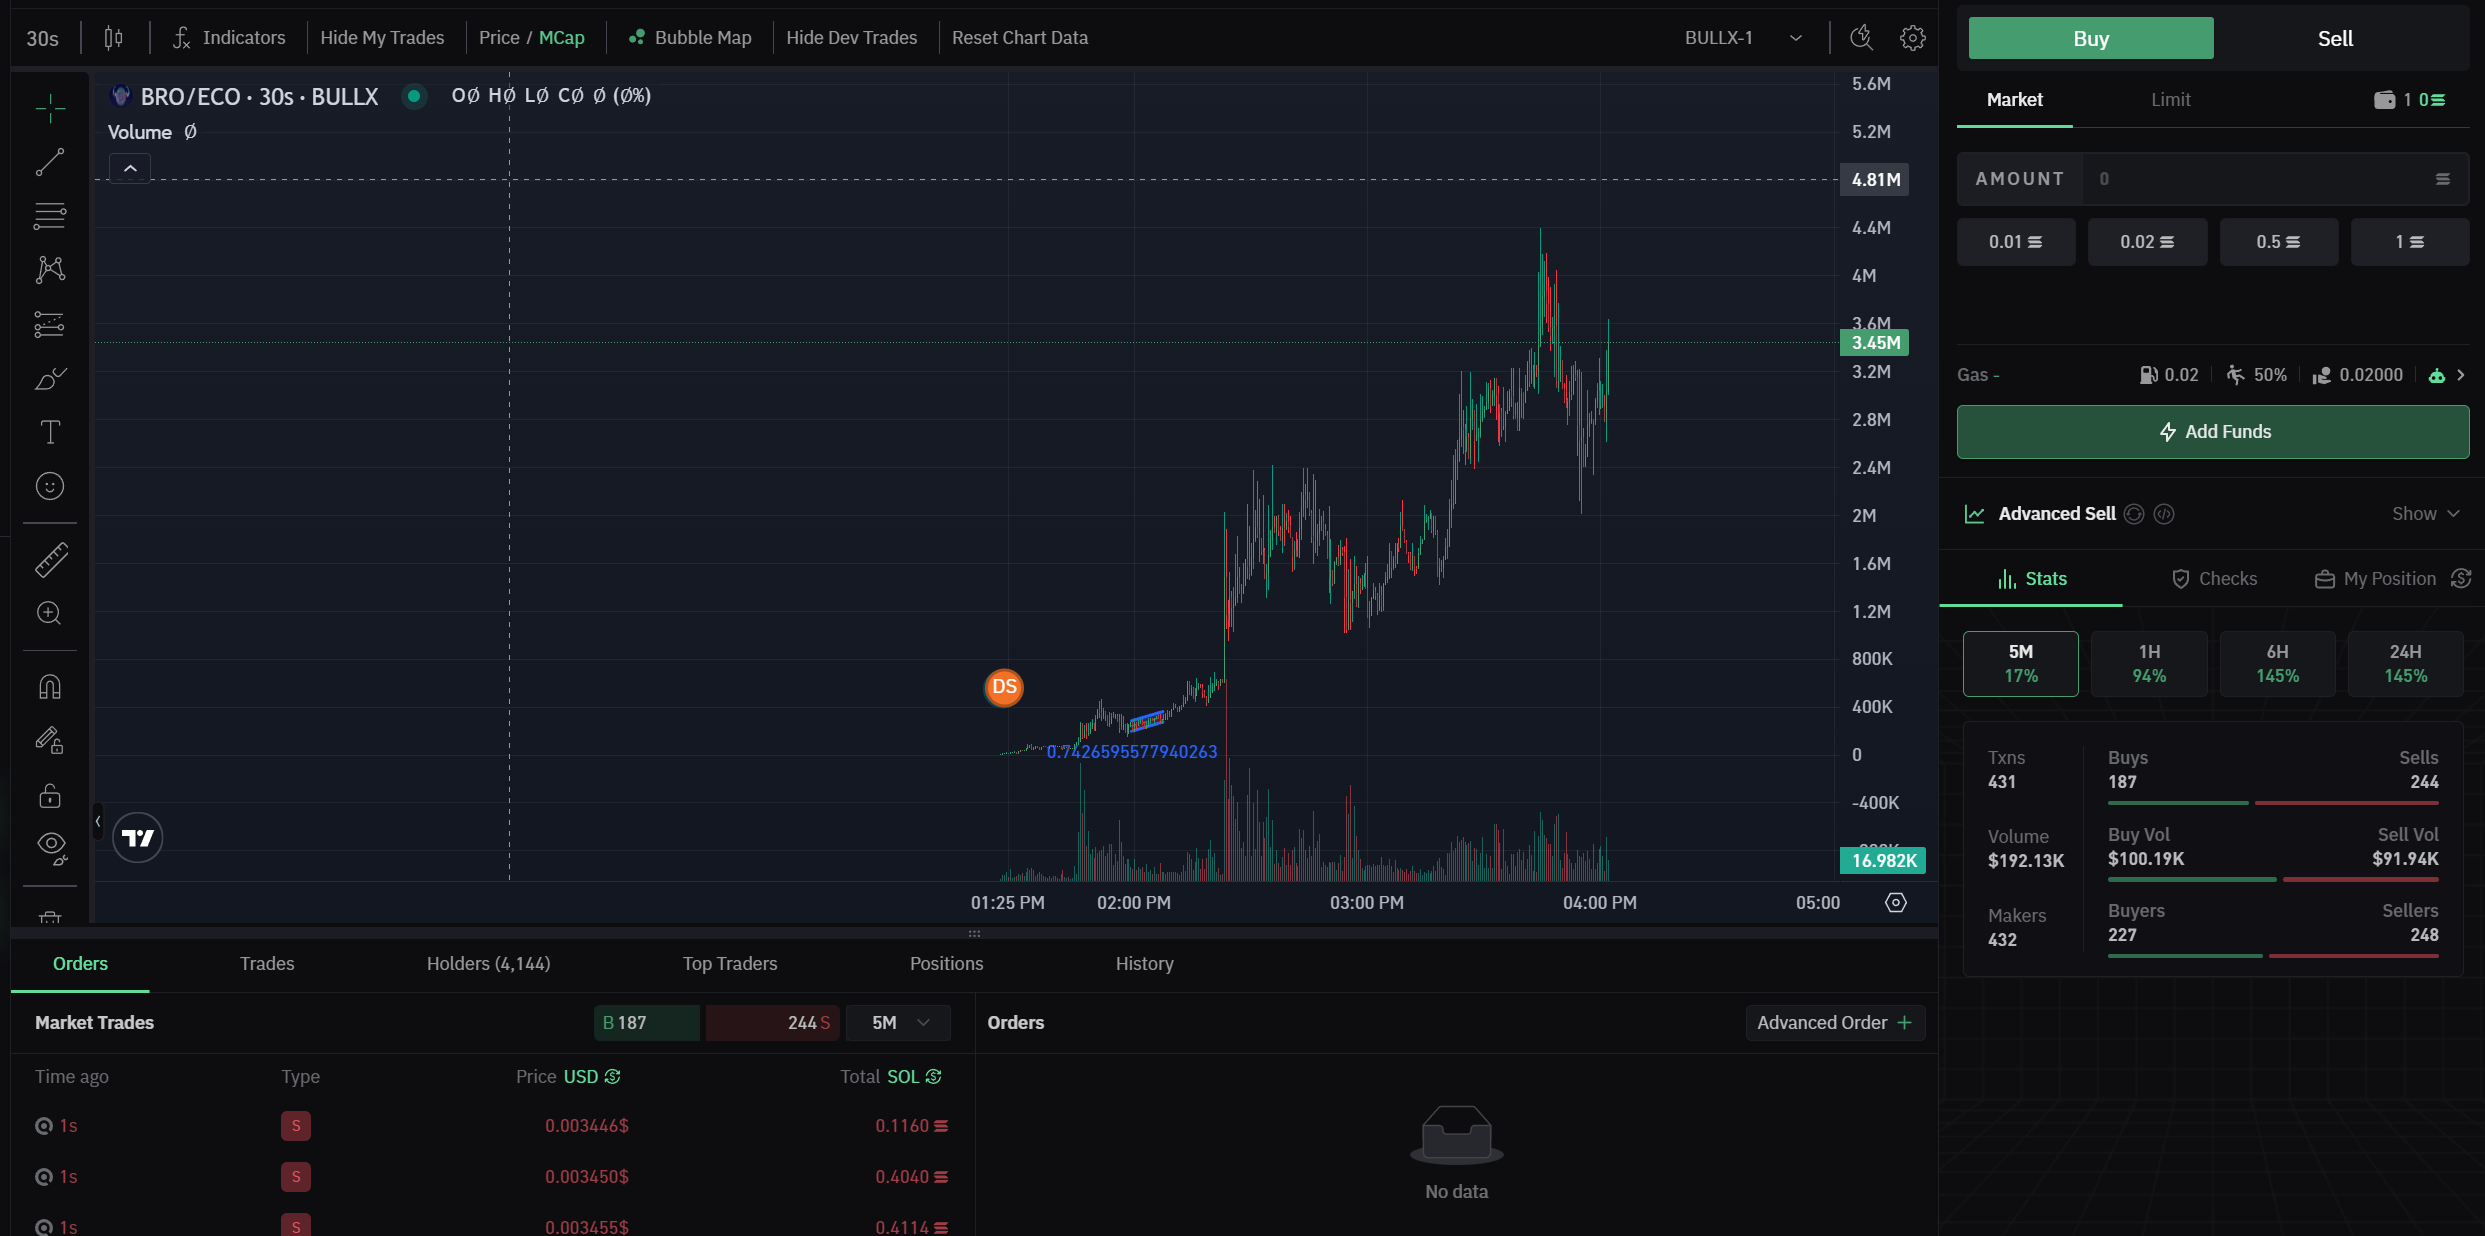 30s
Indicators
Hide My Trades
Price / MCap
Bubble Map
Hide Dev Trades
Reset Chart Data
BULLX-1
BRO/ECO · 30s · BULLX
OØ HØ LØ CØ Ø (Ø%)
Volume Ø
5.6M
5.2M
4.81M
4.4M
4M
3.6M
3.45M
3.2M
2.8M
2.4M
2M
1.6M
1.2M
800K
400K
0
-400K
16.982K
DS
0.7426595577940263
01:25 PM
02:00 PM
03:00 PM
04:00 PM
05:00
Buy
Sell
Market
Limit
1 0
AMOUNT 0
0.01
0.02
0.5
1
Gas -
0.02
50%
0.02000
Add Funds
Advanced Sell
Show
Stats
Checks
My Position
5M
17%
1H
94%
6H
145%
24H
145%
Txns
431
Buys
187
Sells
244
Volume
$192.13K
Buy Vol
$100.19K
Sell Vol
$91.94K
Makers
432
Buyers
227
Sellers
248
Orders
Trades
Holders (4,144)
Top Traders
Positions
History
Market Trades
B 187
244 S
5M
Time ago
Type
Price USD
Total SOL
1s S 0.003446$ 0.1160
1s S 0.003450$ 0.4040
1s S 0.003455$ 0.4114
Orders
Advanced Order +
No data